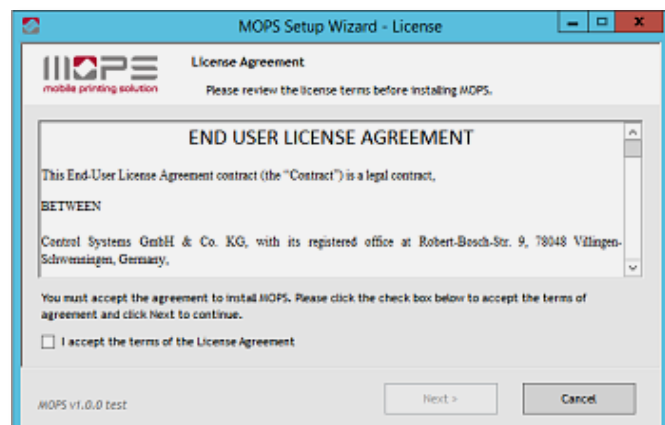 MOPS Setup Wizard - License
MOPS
mobile printing solution
License Agreement
Please review the license terms before installing MOPS.
END USER LICENSE AGREEMENT
This End-User License Agreement contract (the “Contract”) is a legal contract,
BETWEEN
Control Systems GmbH & Co. KG, with its registered office at Robert-Bosch-Str. 9, 78048 Villingen-
Schwenningen, Germany,
You must accept the agreement to install MOPS. Please click the check box below to accept the terms of
agreement and click Next to continue.
I accept the terms of the License Agreement
MOPS v1.0.0 test
Next >
Cancel